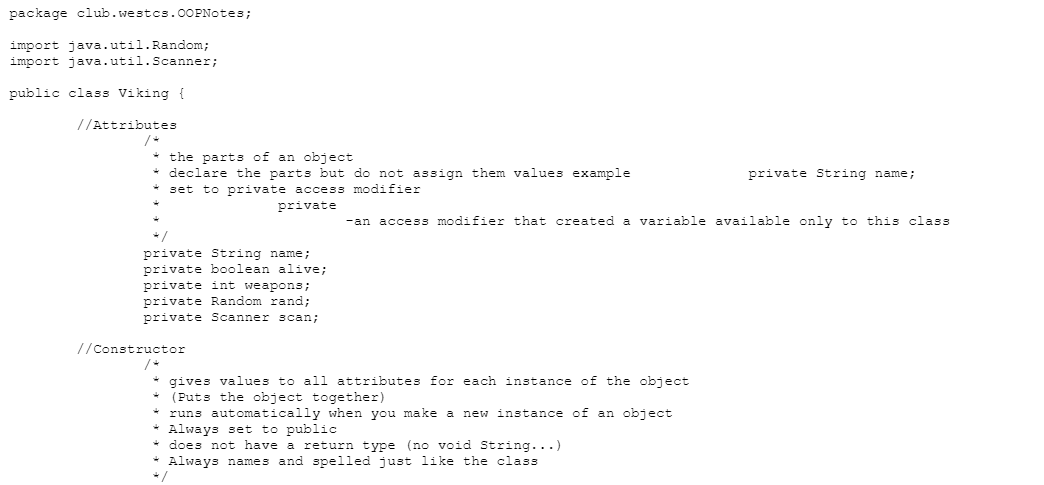 package club.westcs.OOPNotes;
import java.util.Random;
import java.util.Scanner;
public class Viking {
//Attributes
/*
* the parts of an object
* declare the parts but do not assign them values example private String name;
* set to private access modifier
* private
* -an access modifier that created a variable available only to this class
*/
private String name;
private boolean alive;
private int weapons;
private Random rand;
private Scanner scan;
//Constructor
/*
* gives values to all attributes for each instance of the object
* (Puts the object together)
* runs automatically when you make a new instance of an object
* Always set to public
* does not have a return type (no void String...)
* Always names and spelled just like the class
*/